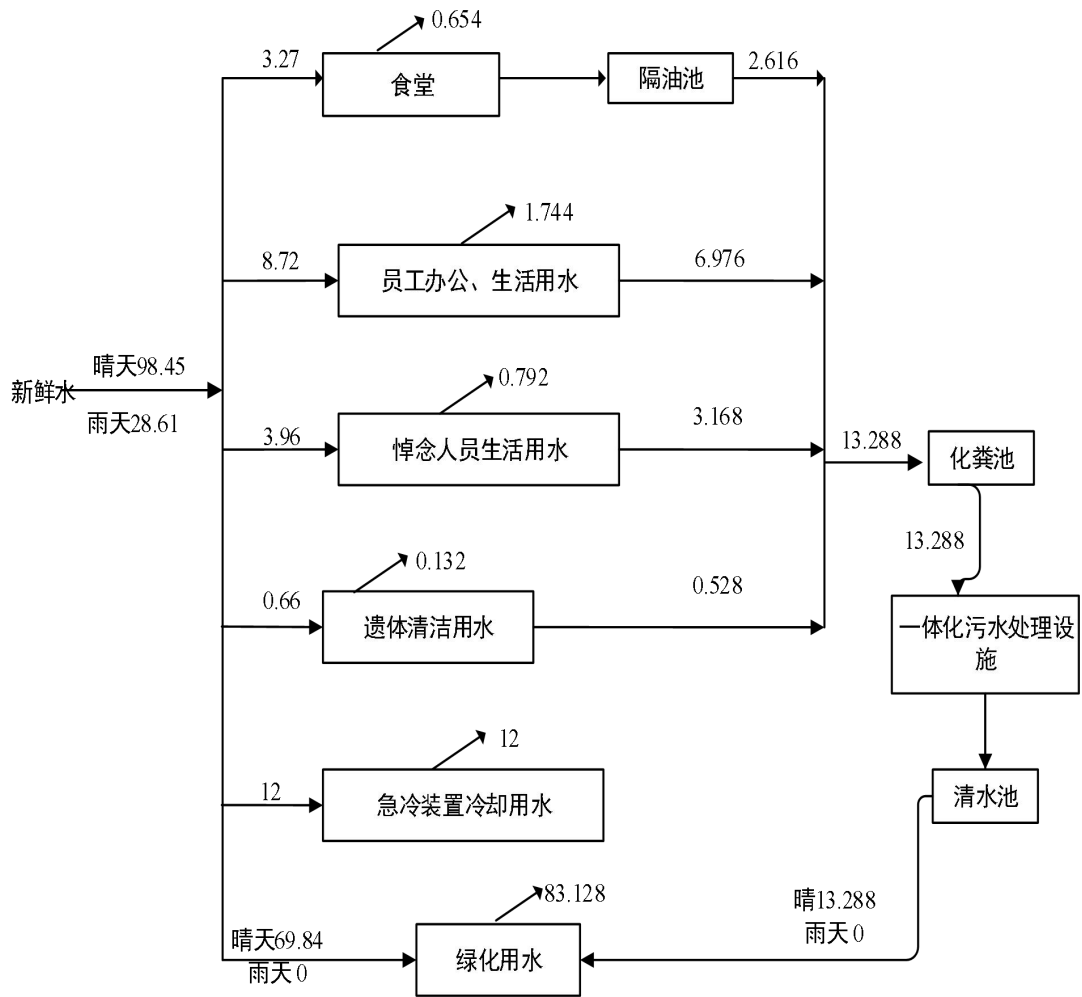 0.654
3.27
食堂
隔油池
2.616
1.744
8.72
员工办公、生活用水
6.976
新鲜水
晴天98.45
雨天28.61
0.792
3.96
悼念人员生活用水
3.168
13.288
化粪池
13.288
0.132
0.66
遗体清洁用水
0.528
一体化污水处理设
施
12
12
急冷装置冷却用水
清水池
83.128
晴天69.84
雨天0
绿化用水
晴13.288
雨天0